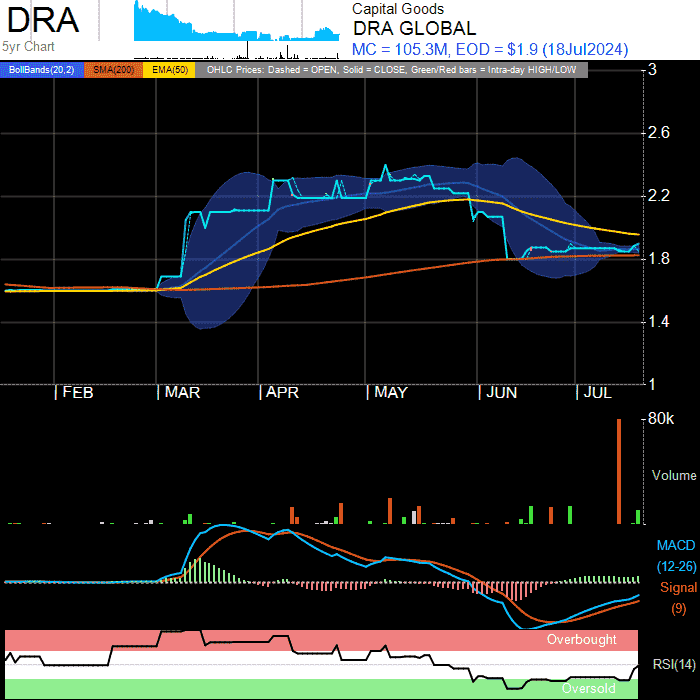 DRA
5yr Chart
Capital Goods
DRA GLOBAL
MC = 105.3M, EOD = $1.9 (18Jul2024)
BollBands(20,2) SMA(200) EMA(50) OHLC Prices: Dashed = OPEN, Solid = CLOSE, Green/Red bars = Intra-day HIGH/LOW
3
2.6
2.2
1.8
1.4
1
| FEB | MAR | APR | MAY | JUN | JUL
80k
Volume
MACD
(12-26)
Signal
(9)
Overbought
RSI(14)
Oversold